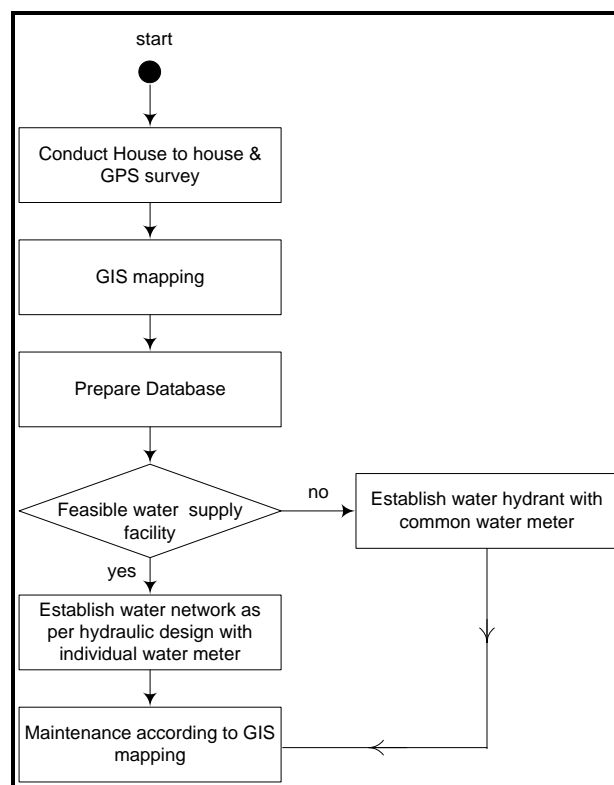 start
Conduct House to house &
GPS survey
GIS mapping
Prepare Database
Feasible water supply
facility
no
Establish water hydrant with
common water meter
yes
Establish water network as
per hydraulic design with
individual water meter
Maintenance according to GIS
mapping